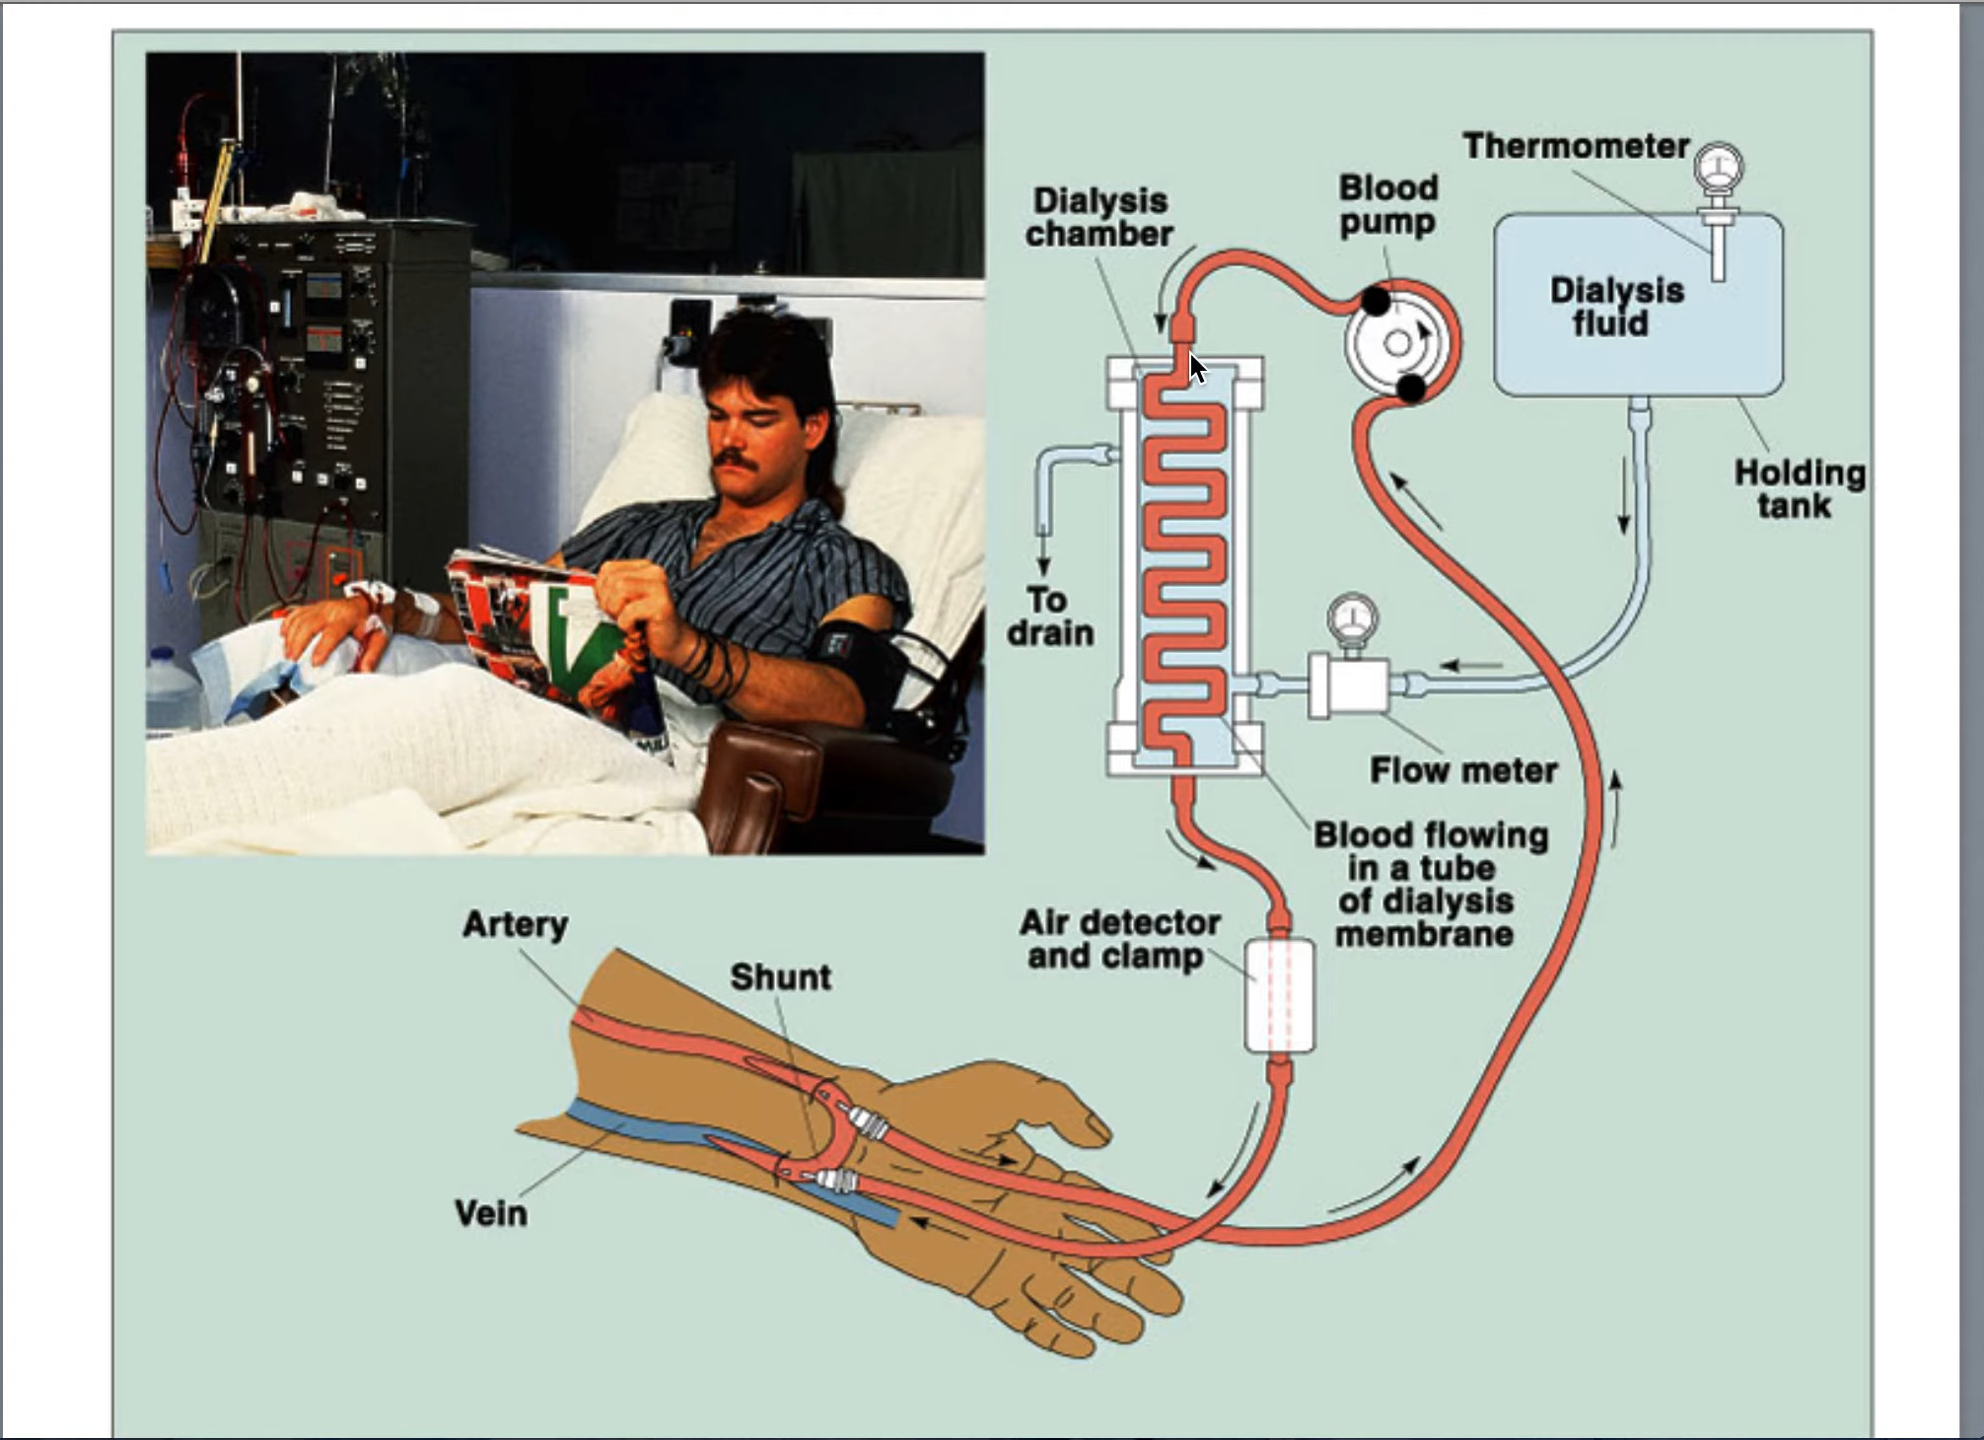 Thermometer
Blood
pump
Dialysis
chamber
Dialysis
fluid
Holding
tank
To
drain
Flow meter
Blood flowing
in a tube
of dialysis
membrane
Air detector
and clamp
Artery
Shunt
Vein